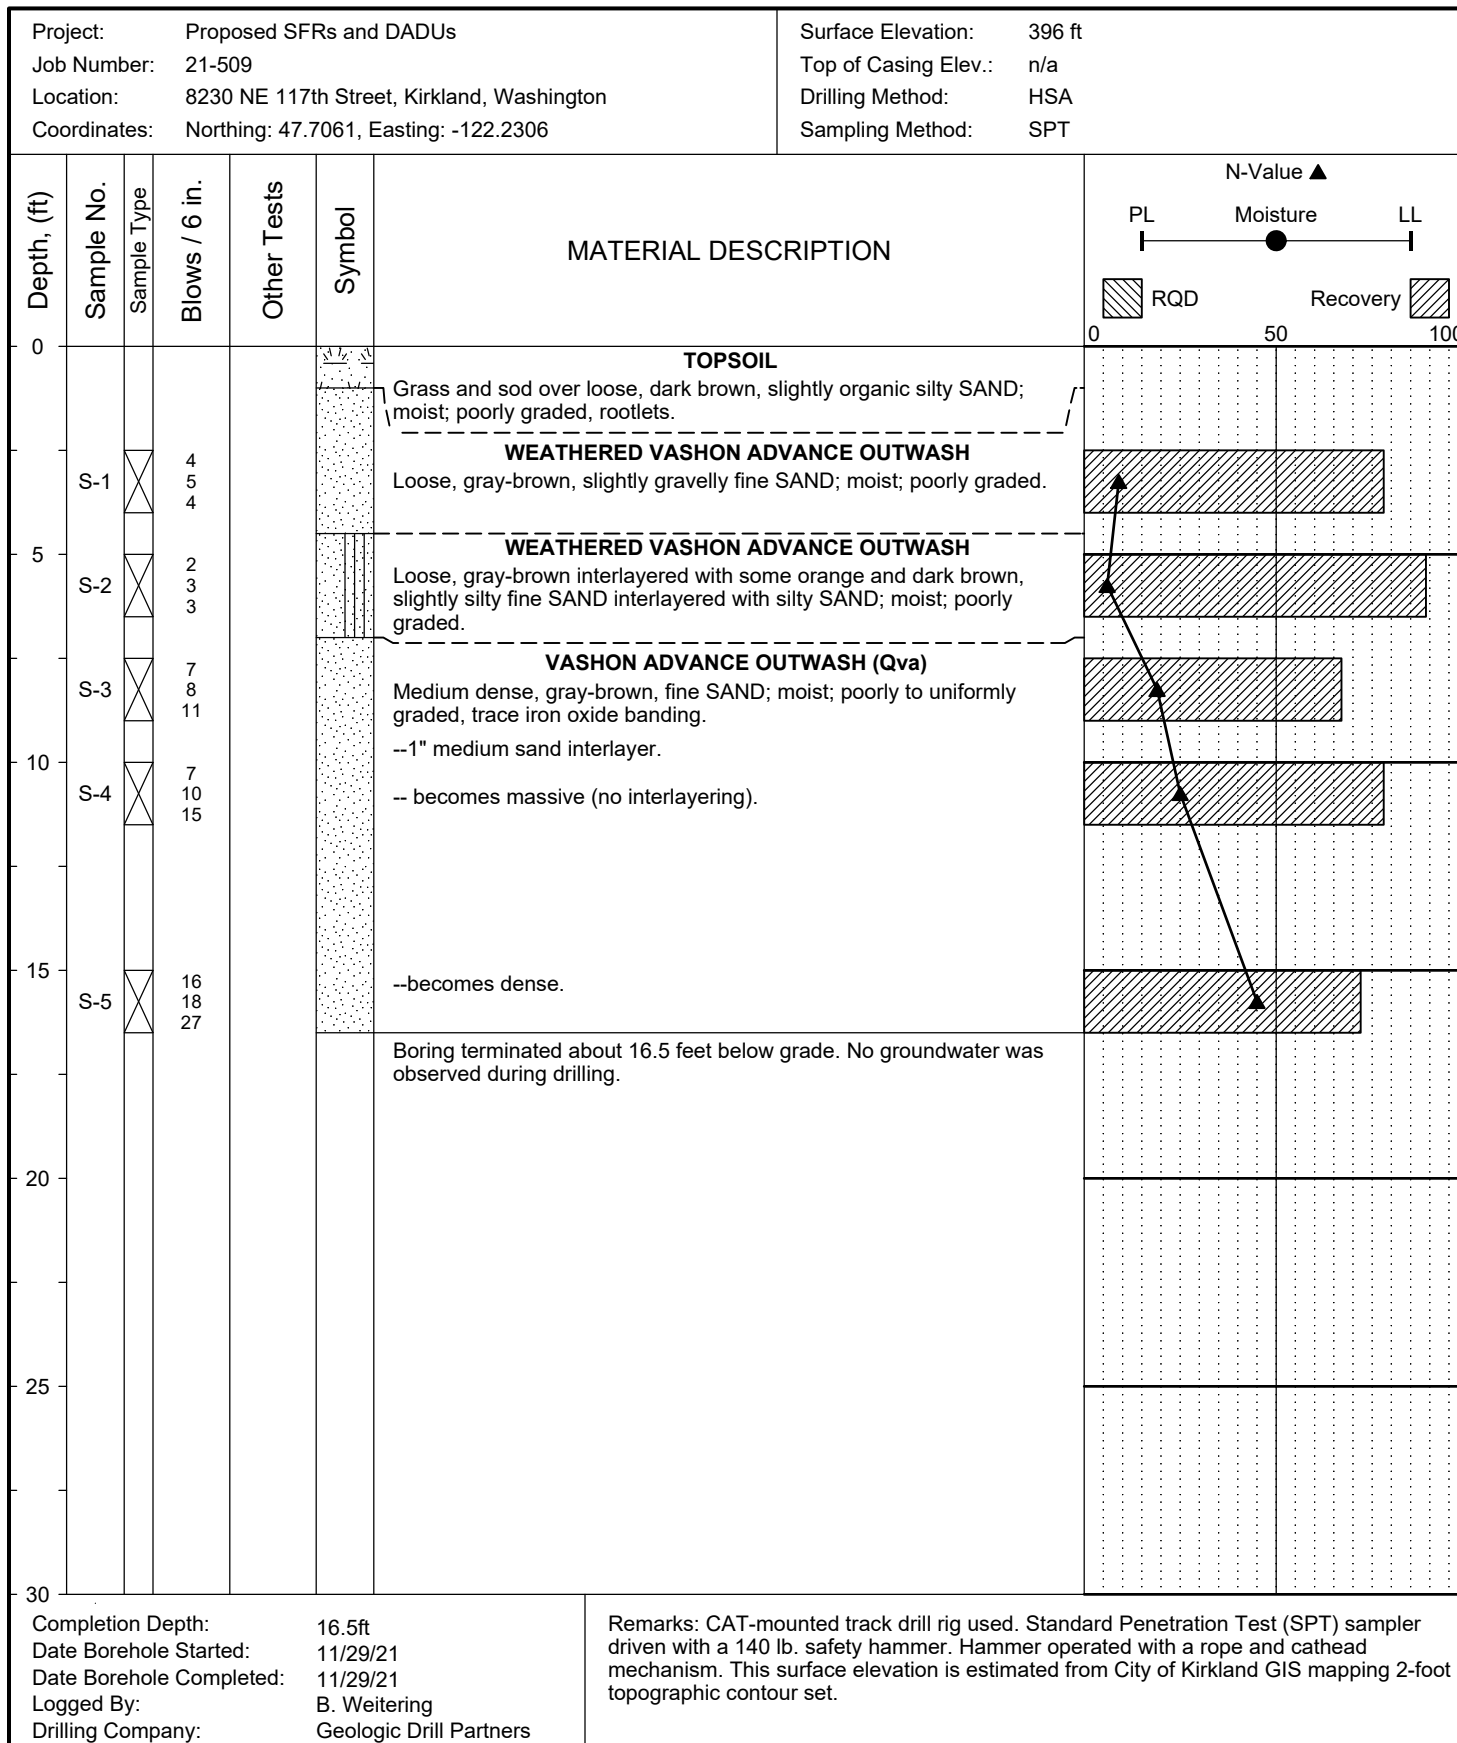 Project: Proposed SFRs and DADUs
Job Number: 21-509
Location: 8230 NE 117th Street, Kirkland, Washington
Coordinates: Northing: 47.7061, Easting: -122.2306
Surface Elevation: 396 ft
Top of Casing Elev.: n/a
Drilling Method: HSA
Sampling Method: SPT
Depth, (ft)
Sample No.
Sample Type
Blows / 6 in.
Other Tests
Symbol
MATERIAL DESCRIPTION
N-Value ▲
PL Moisture LL
RQD Recovery
0 50 100
0
TOPSOIL
Grass and sod over loose, dark brown, slightly organic silty SAND;
moist; poorly graded, rootlets.
WEATHERED VASHON ADVANCE OUTWASH
S-1
4
5
4
Loose, gray-brown, slightly gravelly fine SAND; moist; poorly graded.
5
WEATHERED VASHON ADVANCE OUTWASH
S-2
2
3
3
Loose, gray-brown interlayered with some orange and dark brown,
slightly silty fine SAND interlayered with silty SAND; moist; poorly
graded.
VASHON ADVANCE OUTWASH (Qva)
S-3
7
8
11
Medium dense, gray-brown, fine SAND; moist; poorly to uniformly
graded, trace iron oxide banding.
--1" medium sand interlayer.
10
S-4
7
10
15
-- becomes massive (no interlayering).
15
S-5
16
18
27
--becomes dense.
Boring terminated about 16.5 feet below grade. No groundwater was
observed during drilling.
20
25
30
Completion Depth: 16.5ft
Date Borehole Started: 11/29/21
Date Borehole Completed: 11/29/21
Logged By: B. Weitering
Drilling Company: Geologic Drill Partners
Remarks: CAT-mounted track drill rig used. Standard Penetration Test (SPT) sampler
driven with a 140 lb. safety hammer. Hammer operated with a rope and cathead
mechanism. This surface elevation is estimated from City of Kirkland GIS mapping 2-foot
topographic contour set.